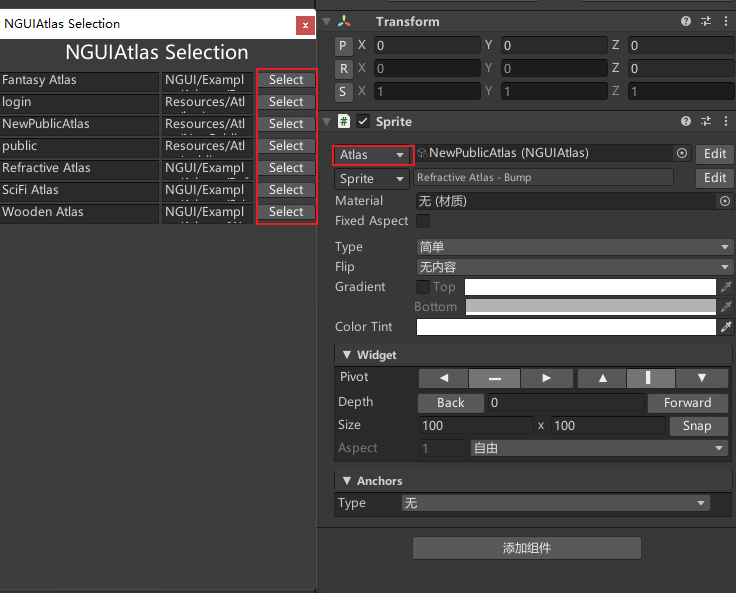 NGUIAtlas Selection
x
NGUIAtlas Selection
Fantasy Atlas NGUI/Exampl Select
login Resources/Atl Select
NewPublicAtlas Resources/Atl Select
public Resources/Atl Select
Refractive Atlas NGUI/Exampl Select
SciFi Atlas NGUI/Exampl Select
Wooden Atlas NGUI/Exampl Select
Transform
P X 0 Y 0 Z 0
R X 0 Y 0 Z 0
S X 1 Y 1 Z 1
# Sprite
Atlas NewPublicAtlas (NGUIAtlas) Edit
Sprite Refractive Atlas - Bump Edit
Material 无 (材质)
Fixed Aspect
Type 简单
Flip 无内容
Gradient Top
Bottom
Color Tint
Widget
Pivot
Depth Back 0 Forward
Size 100 x 100 Snap
Aspect 1 自由
Anchors
Type 无
添加组件